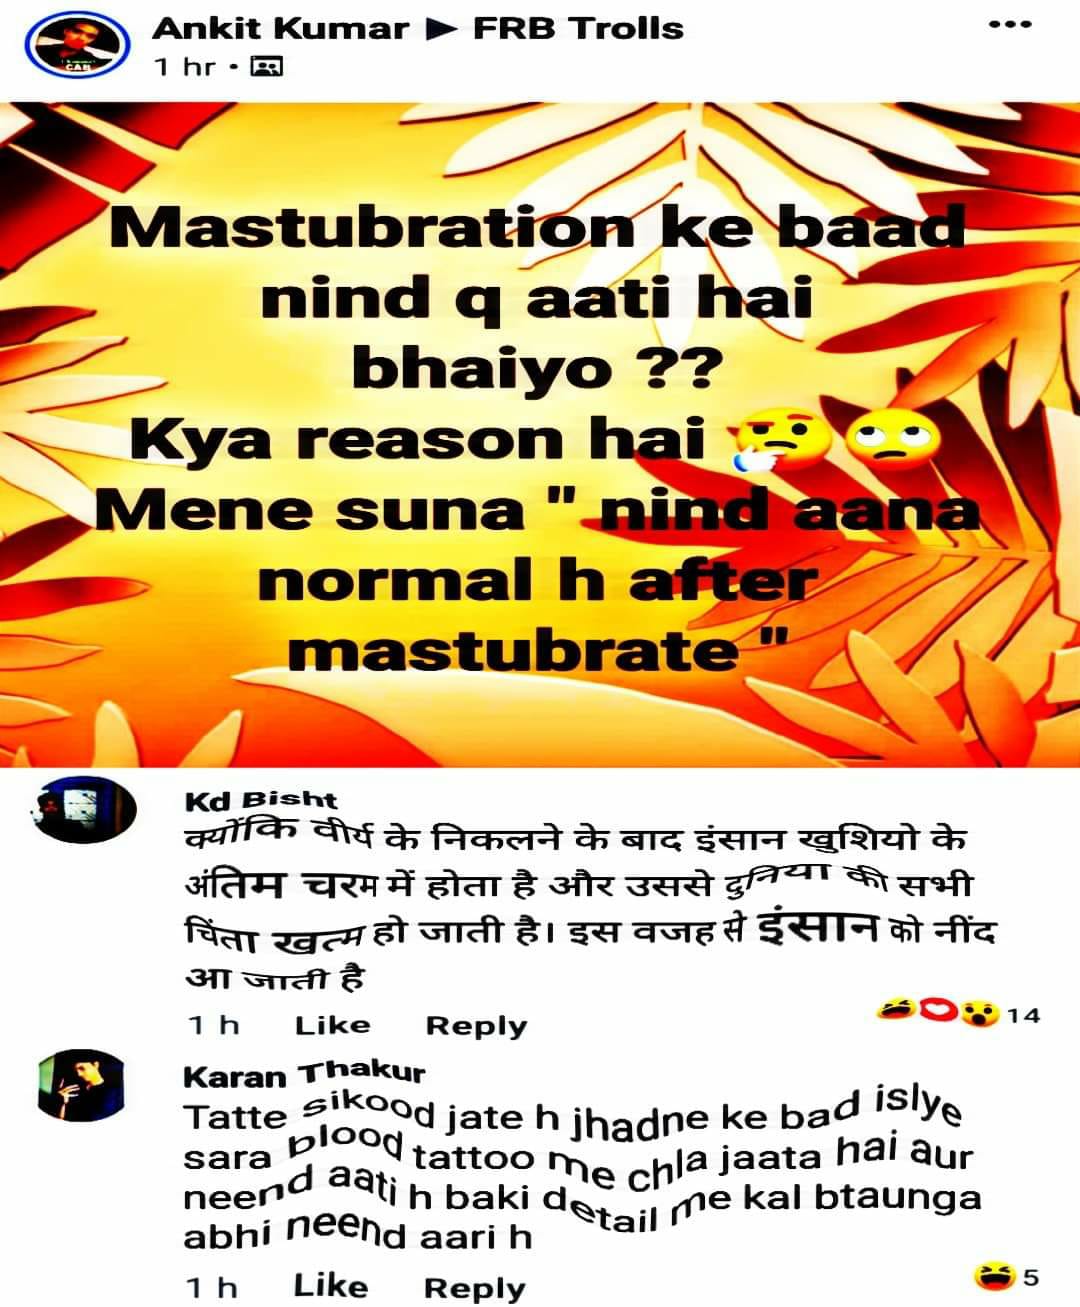 Ankit Kumar ▶ FRB Trolls
1 hr •
Mastubration ke baad
nind q aati hai
bhaiyo ??
Kya reason hai 🤔🙄
Mene suna " nind aana
normal h after
mastubrate "
Kd Bisht
क्योंकि वीर्य के निकलने के बाद इंसान खुशियो के
अंतिम चरम में होता है और उससे दुनिया की सभी
चिंता खत्म हो जाती है। इस वजह से इंसान को नींद
आ जाती है
1 h Like Reply 14
Karan Thakur
Tatte sikood jate h jhadne ke bad islye
sara blood tattoo me chla jaata hai aur
neend aati h baki detail me kal btaunga
abhi neend aari h
1 h Like Reply 5